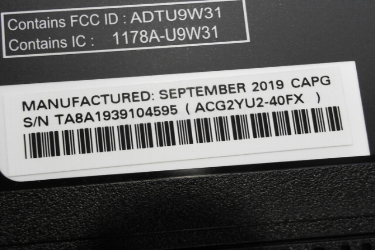 Contains FCC ID : ADTU9W31
Contains IC : 1178A-U9W31
MANUFACTURED: SEPTEMBER 2019 CAPG
S/N TA8A1939104595 ( ACG2YU2-40FX )